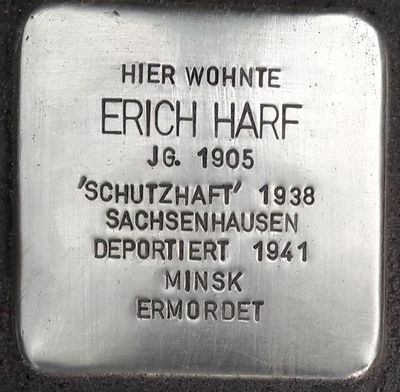 HIER WOHNTE
ERICH HARF
JG. 1905
'SCHUTZHAFT' 1938
SACHSENHAUSEN
DEPORTIERT 1941
MINSK
ERMORDET